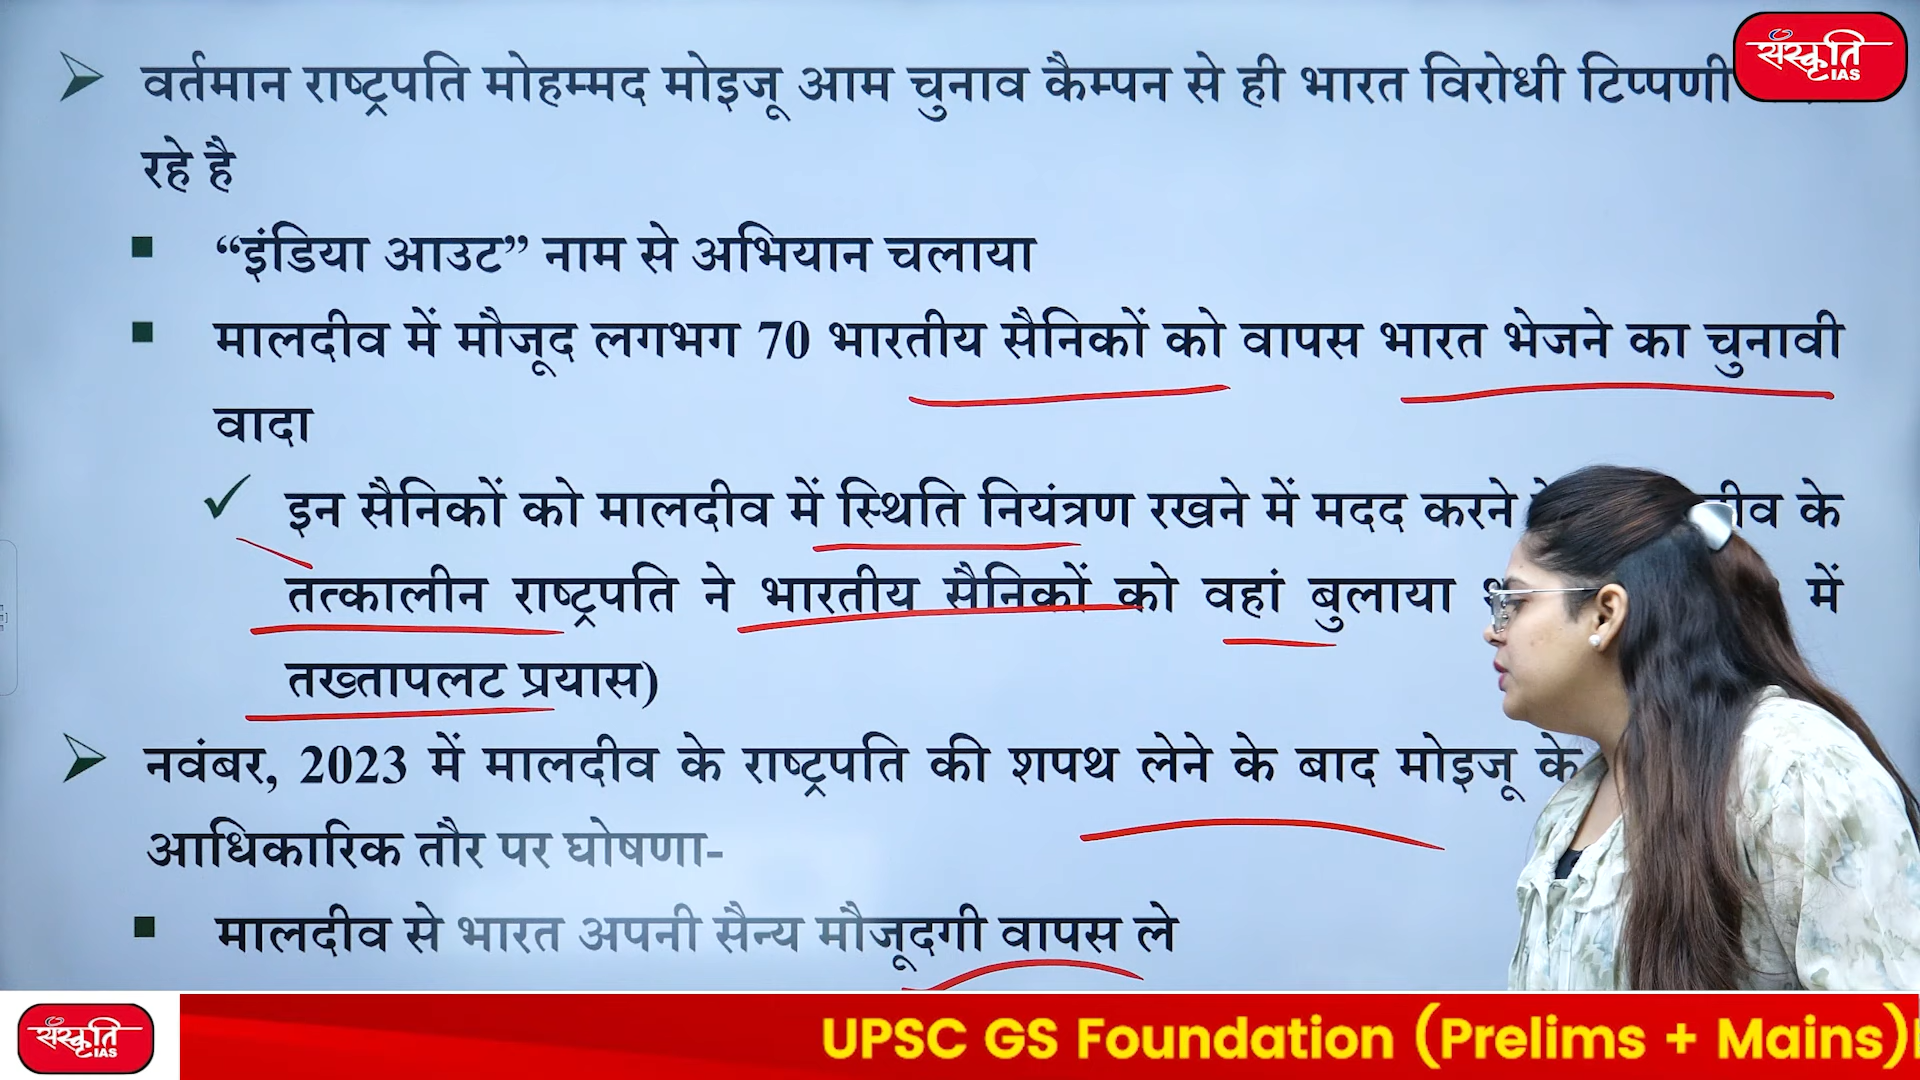 वर्तमान राष्ट्रपति मोहम्मद मोइजू आम चुनाव कैम्पन से ही भारत विरोधी टिप्पणी
रहे है
“इंडिया आउट” नाम से अभियान चलाया
मालदीव में मौजूद लगभग 70 भारतीय सैनिकों को वापस भारत भेजने का चुनावी
वादा
इन सैनिकों को मालदीव में स्थिति नियंत्रण रखने में मदद करने के
तत्कालीन राष्ट्रपति ने भारतीय सैनिकों को वहां बुलाया में
तख्तापलट प्रयास)
नवंबर, 2023 में मालदीव के राष्ट्रपति की शपथ लेने के बाद मोइजू के
आधिकारिक तौर पर घोषणा-
मालदीव से भारत अपनी सैन्य मौजूदगी वापस ले
संस्कृति
IAS
संस्कृति
IAS
UPSC GS Foundation (Prelims + Mains)